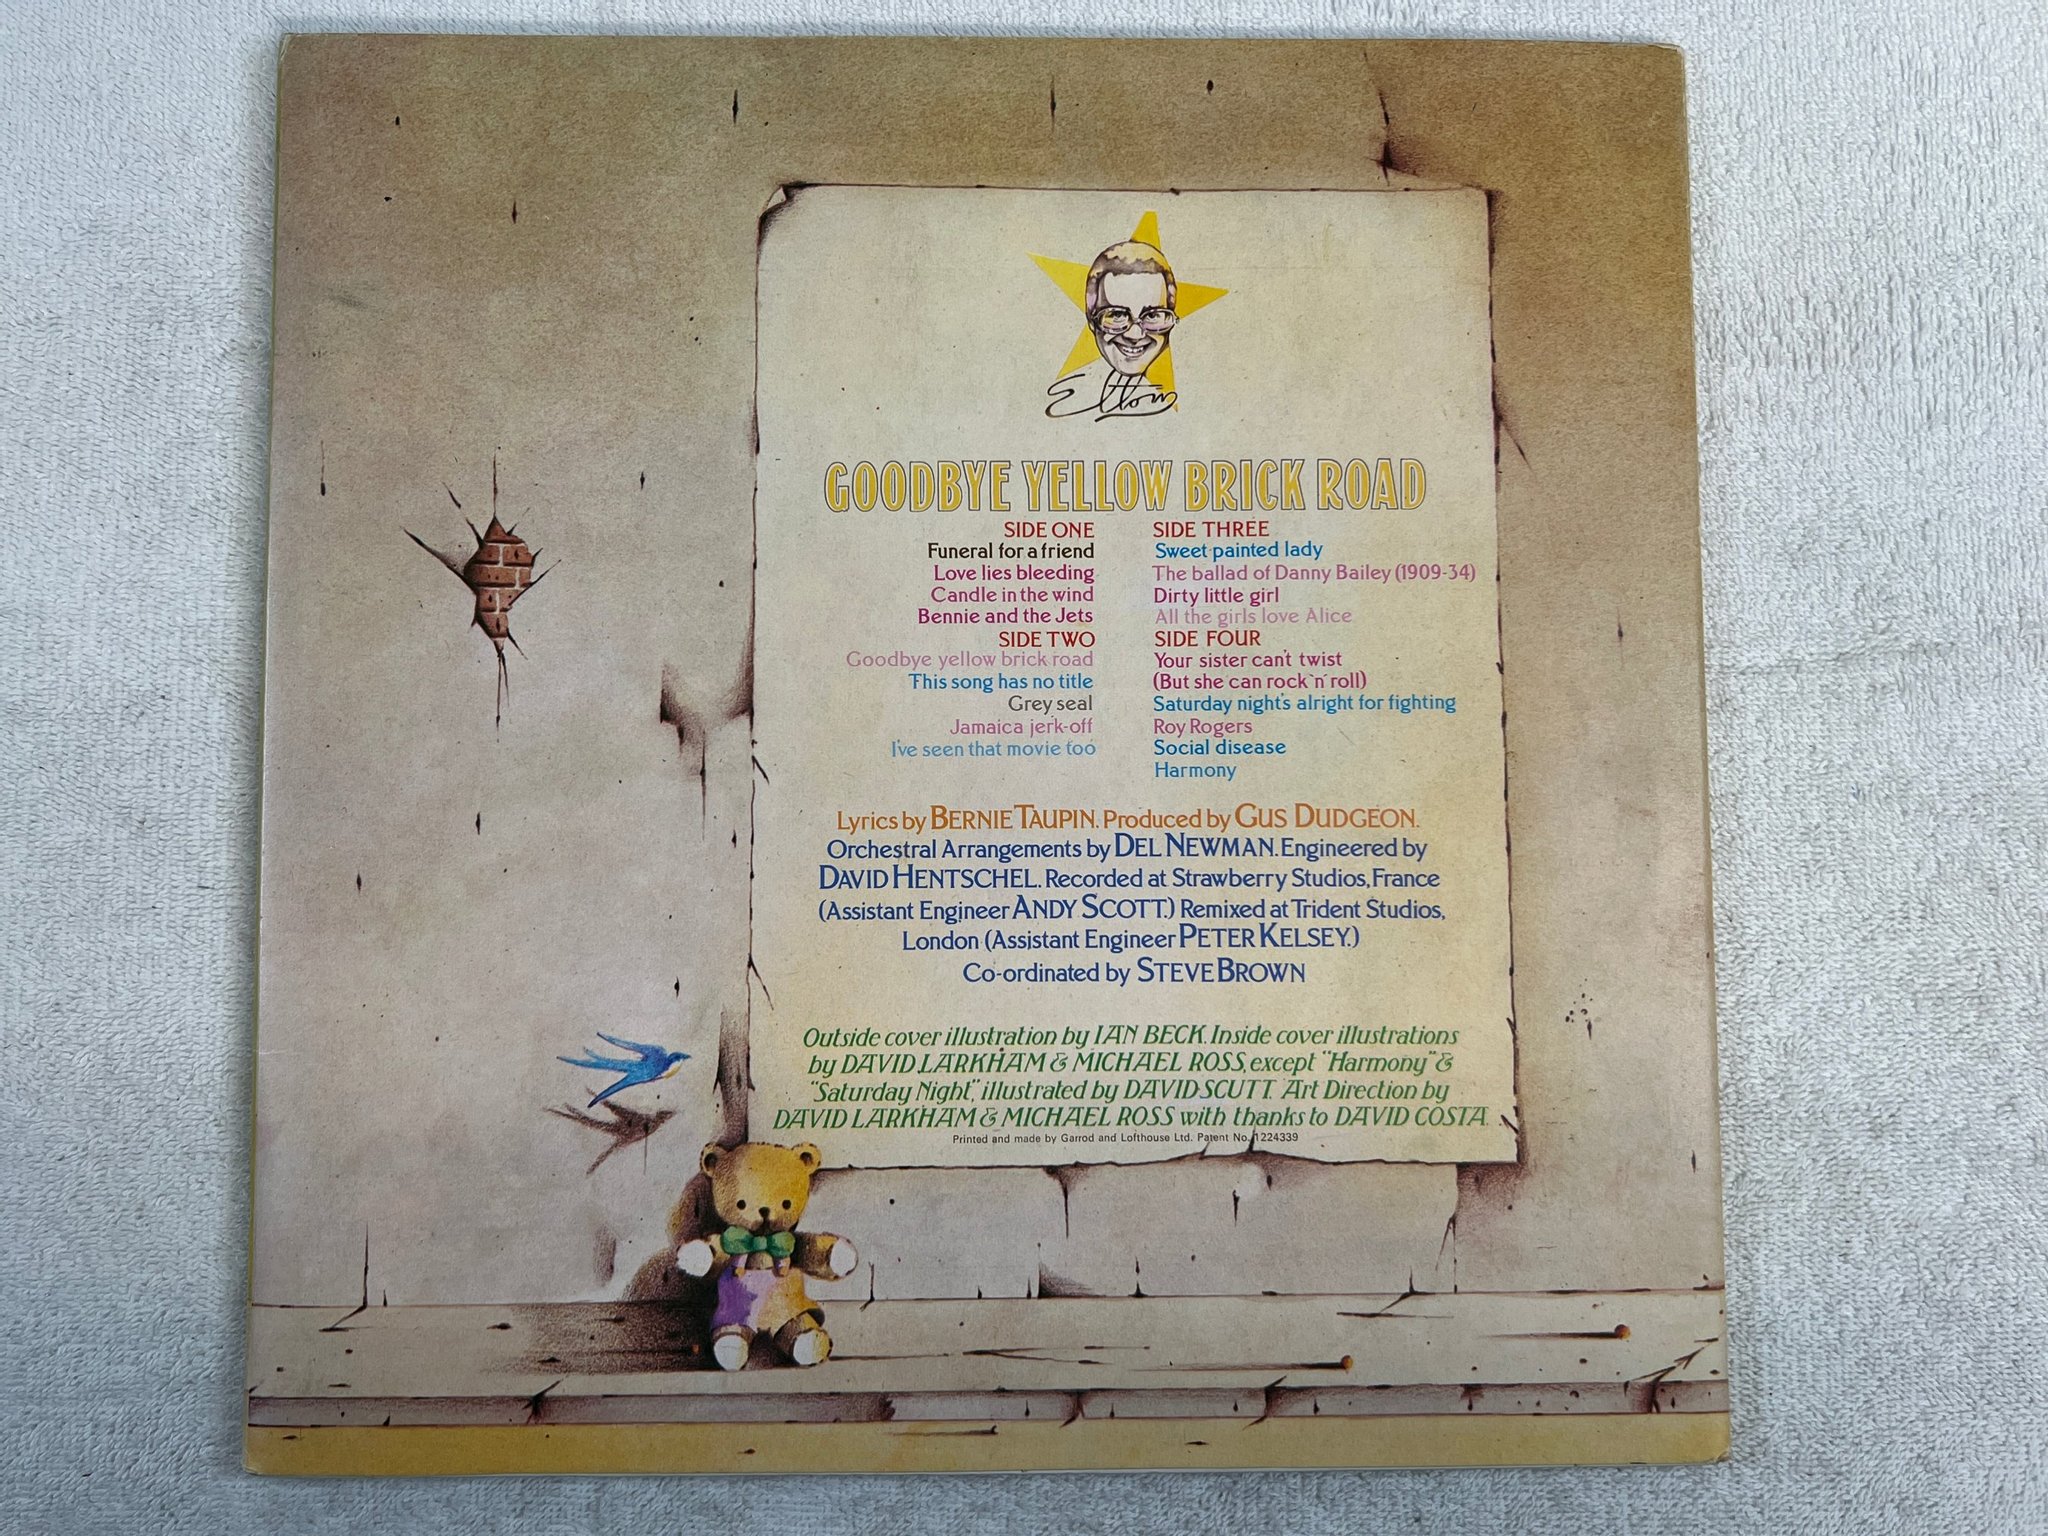 Elton
GOODBYE YELLOW BRICK ROAD
SIDE ONE
Funeral for a friend
Love lies bleeding
Candle in the wind
Bennie and the Jets
SIDE TWO
Goodbye yellow brick road
This song has no title
Grey seal
Jamaica jerk-off
I've seen that movie too
SIDE THREE
Sweet painted lady
The ballad of Danny Bailey (1909-34)
Dirty little girl
All the girls love Alice
SIDE FOUR
Your sister can't twist
(But she can rock 'n' roll)
Saturday night's alright for fighting
Roy Rogers
Social disease
Harmony
Lyrics by BERNIE TAUPIN. Produced by GUS DUDGEON.
Orchestral Arrangements by DEL NEWMAN. Engineered by
DAVID HENTSCHEL. Recorded at Strawberry Studios, France
(Assistant Engineer ANDY SCOTT.) Remixed at Trident Studios,
London (Assistant Engineer PETER KELSEY.)
Co-ordinated by STEVE BROWN
Outside cover illustration by IAN BECK. Inside cover illustrations
by DAVID LARKHAM & MICHAEL ROSS, except "Harmony" &
"Saturday Night", illustrated by DAVID SCUTT. Art Direction by
DAVID LARKHAM & MICHAEL ROSS with thanks to DAVID COSTA.
Printed and made by Garrod and Lofthouse Ltd. Patent No. 1224339